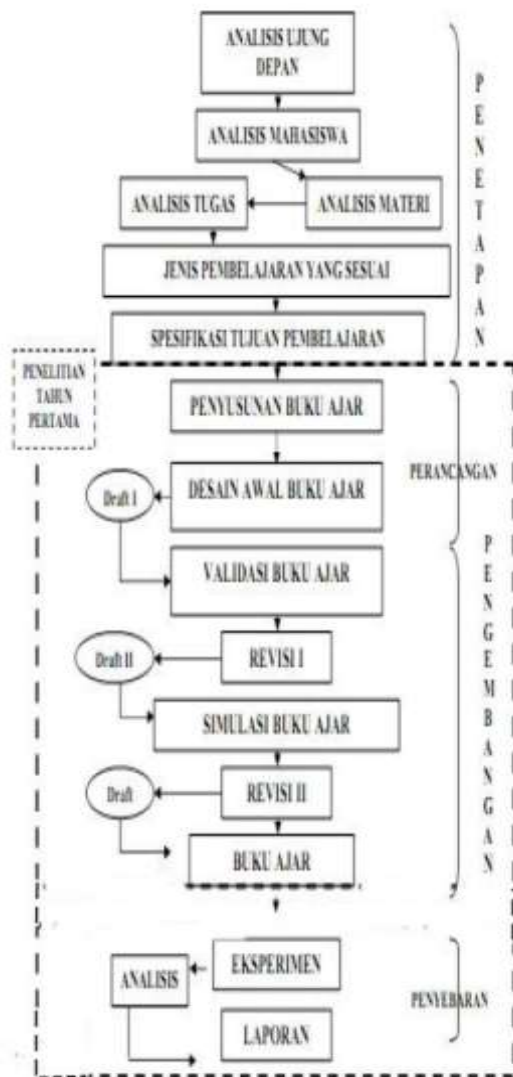 ANALISIS UJUNG
DEPAN
ANALISIS MAHASISWA
ANALISIS TUGAS
ANALISIS MATERI
JENIS PEMBELAJARAN YANG SESUAI
SPESIFIKASI TUJUAN PEMBELAJARAN
PENETAPAN
PENELITIAN
TAHUN
PERTAMA
PENYUSUNAN BUKU AJAR
DESAIN AWAL BUKU AJAR
Draft I
PERANCANGAN
VALIDASI BUKU AJAR
REVISI I
Draft II
SIMULASI BUKU AJAR
REVISI II
Draft
BUKU AJAR
PENGEMBANGAN
EKSPERIMEN
ANALISIS
LAPORAN
PENYEBARAN